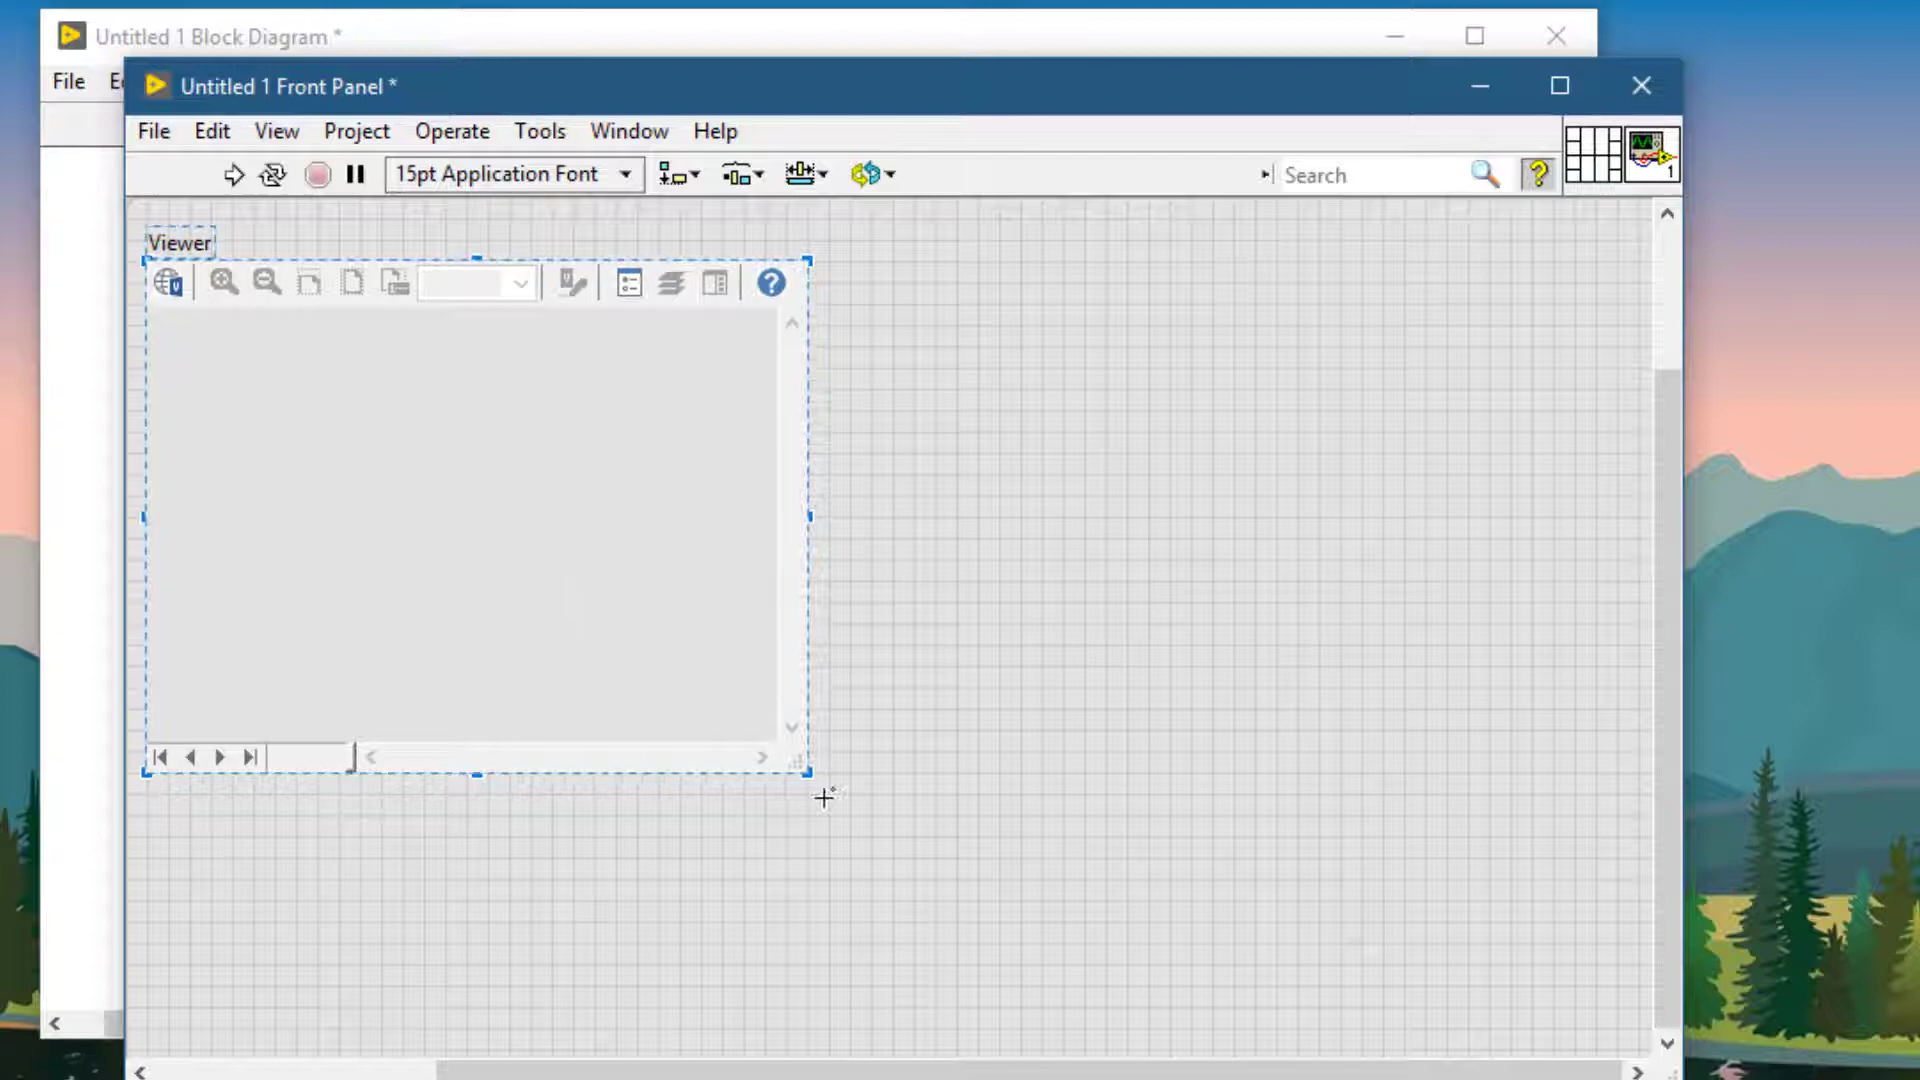 Untitled 1 Block Diagram *
File
Untitled 1 Front Panel *
File Edit View Project Operate Tools Window Help
15pt Application Font
Search
1
Viewer